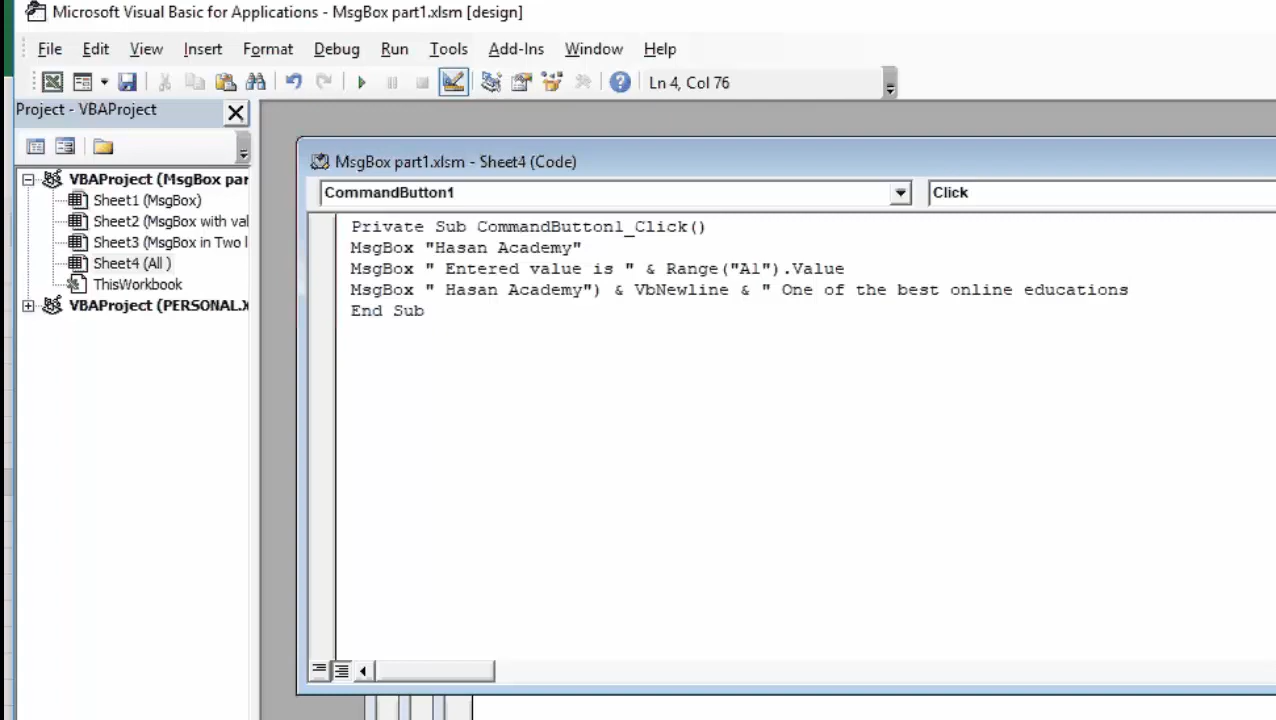 Microsoft Visual Basic for Applications - MsgBox part1.xlsm [design]
File Edit View Insert Format Debug Run Tools Add-Ins Window Help
Ln 4, Col 76
Project - VBAProject
MsgBox part1.xlsm - Sheet4 (Code)
CommandButton1 Click
VBAProject (MsgBox par
Sheet1 (MsgBox)
Sheet2 (MsgBox with val
Sheet3 (MsgBox in Two l
Sheet4 (All )
ThisWorkbook
VBAProject (PERSONAL.X
Private Sub CommandButton1_Click()
MsgBox "Hasan Academy"
MsgBox " Entered value is " & Range("A1").Value
MsgBox " Hasan Academy") & VbNewline & " One of the best online educations
End Sub